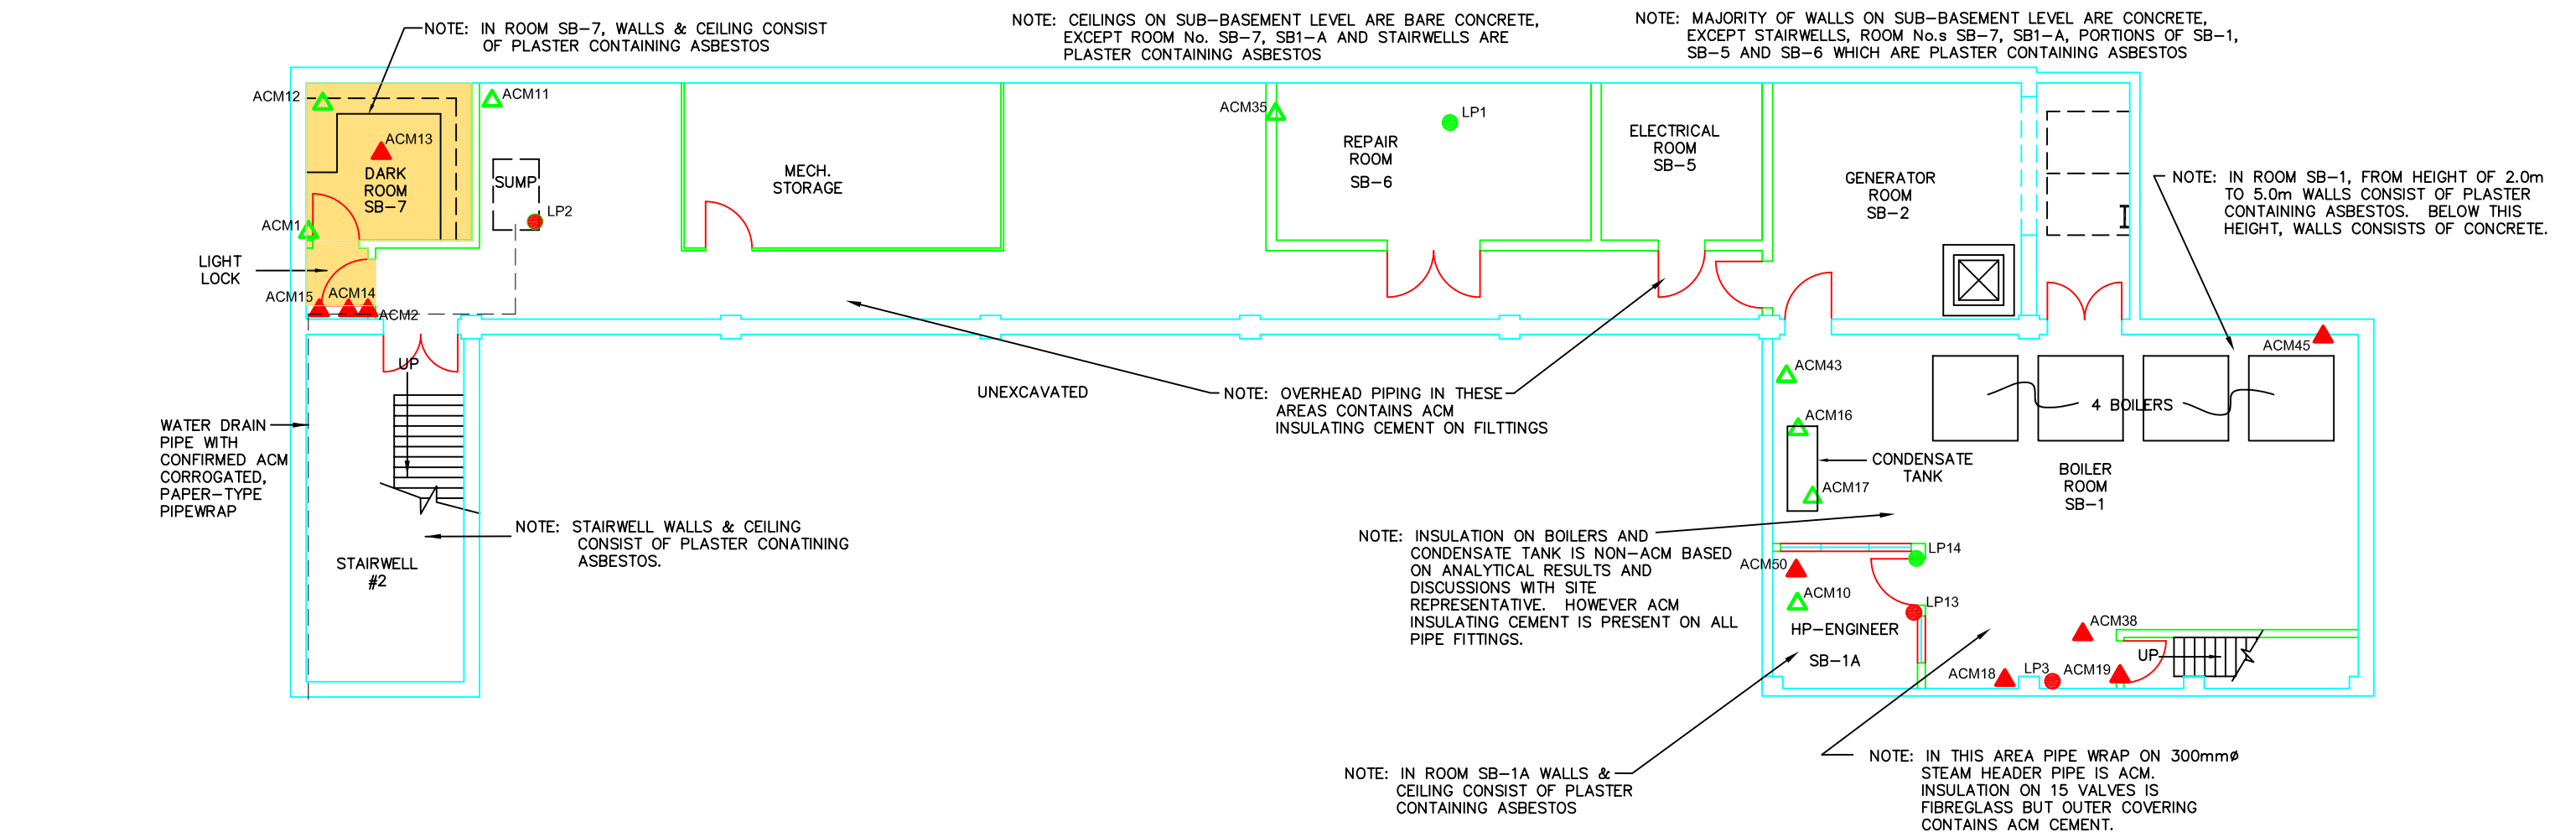 NOTE: IN ROOM SB-7, WALLS & CEILING CONSIST
OF PLASTER CONTAINING ASBESTOS
NOTE: CEILINGS ON SUB-BASEMENT LEVEL ARE BARE CONCRETE,
EXCEPT ROOM No. SB-7, SB1-A AND STAIRWELLS ARE
PLASTER CONTAINING ASBESTOS
NOTE: MAJORITY OF WALLS ON SUB-BASEMENT LEVEL ARE CONCRETE,
EXCEPT STAIRWELLS, ROOM No.s SB-7, SB1-A, PORTIONS OF SB-1,
SB-5 AND SB-6 WHICH ARE PLASTER CONTAINING ASBESTOS
ACM12
ACM11
ACM13
DARK
ROOM
SB-7
SUMP
LP2
ACM1
LIGHT
LOCK
ACM15
ACM14
ACM2
MECH.
STORAGE
ACM35
LP1
REPAIR
ROOM
SB-6
ELECTRICAL
ROOM
SB-5
GENERATOR
ROOM
SB-2
I
NOTE: IN ROOM SB-1, FROM HEIGHT OF 2.0m
TO 5.0m WALLS CONSIST OF PLASTER
CONTAINING ASBESTOS. BELOW THIS
HEIGHT, WALLS CONSISTS OF CONCRETE.
UP
WATER DRAIN
PIPE WITH
CONFIRMED ACM
CORROGATED,
PAPER-TYPE
PIPEWRAP
NOTE: STAIRWELL WALLS & CEILING
CONSIST OF PLASTER CONATINING
ASBESTOS.
STAIRWELL
#2
UNEXCAVATED
NOTE: OVERHEAD PIPING IN THESE
AREAS CONTAINS ACM
INSULATING CEMENT ON FILTTINGS
ACM45
ACM43
4 BOILERS
ACM16
CONDENSATE
TANK
ACM17
BOILER
ROOM
SB-1
NOTE: INSULATION ON BOILERS AND
CONDENSATE TANK IS NON-ACM BASED
ON ANALYTICAL RESULTS AND
DISCUSSIONS WITH SITE
REPRESENTATIVE. HOWEVER ACM
INSULATING CEMENT IS PRESENT ON ALL
PIPE FITTINGS.
LP14
ACM50
ACM10
LP13
HP-ENGINEER
SB-1A
ACM38
UP
ACM18
LP3
ACM19
NOTE: IN ROOM SB-1A WALLS &
CEILING CONSIST OF PLASTER
CONTAINING ASBESTOS
NOTE: IN THIS AREA PIPE WRAP ON 300mmø
STEAM HEADER PIPE IS ACM.
INSULATION ON 15 VALVES IS
FIBREGLASS BUT OUTER COVERING
CONTAINS ACM CEMENT.